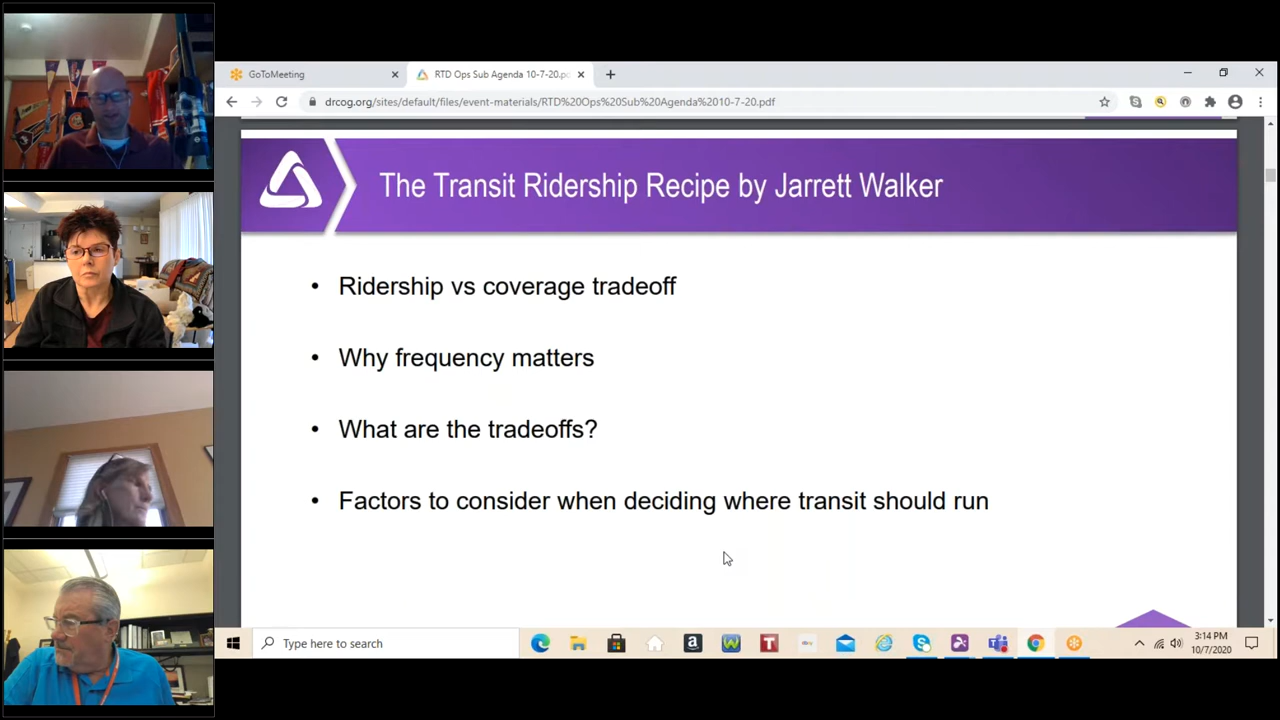 GoToMeeting
RTD Ops Sub Agenda 10-7-20.pd
drcog.org/sites/default/files/event-materials/RTD%20Ops%20Sub%20Agenda%2010-7-20.pdf
The Transit Ridership Recipe by Jarrett Walker
• Ridership vs coverage tradeoff
• Why frequency matters
• What are the tradeoffs?
• Factors to consider when deciding where transit should run
Type here to search
3:14 PM
10/7/2020